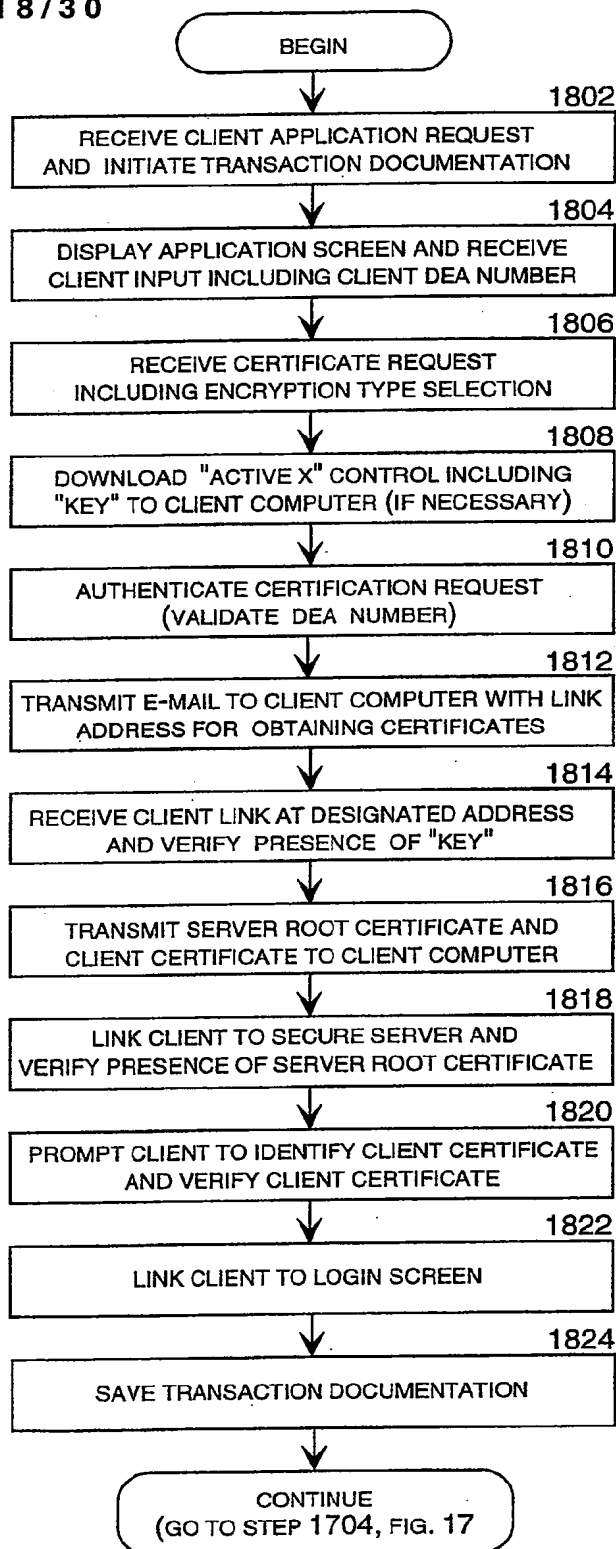 18/30
BEGIN
1802
RECEIVE CLIENT APPLICATION REQUEST
AND INITIATE TRANSACTION DOCUMENTATION
1804
DISPLAY APPLICATION SCREEN AND RECEIVE
CLIENT INPUT INCLUDING CLIENT DEA NUMBER
1806
RECEIVE CERTIFICATE REQUEST
INCLUDING ENCRYPTION TYPE SELECTION
1808
DOWNLOAD "ACTIVE X" CONTROL INCLUDING
"KEY" TO CLIENT COMPUTER (IF NECESSARY)
1810
AUTHENTICATE CERTIFICATION REQUEST
(VALIDATE DEA NUMBER)
1812
TRANSMIT E-MAIL TO CLIENT COMPUTER WITH LINK
ADDRESS FOR OBTAINING CERTIFICATES
1814
RECEIVE CLIENT LINK AT DESIGNATED ADDRESS
AND VERIFY PRESENCE OF "KEY"
1816
TRANSMIT SERVER ROOT CERTIFICATE AND
CLIENT CERTIFICATE TO CLIENT COMPUTER
1818
LINK CLIENT TO SECURE SERVER AND
VERIFY PRESENCE OF SERVER ROOT CERTIFICATE
1820
PROMPT CLIENT TO IDENTIFY CLIENT CERTIFICATE
AND VERIFY CLIENT CERTIFICATE
1822
LINK CLIENT TO LOGIN SCREEN
1824
SAVE TRANSACTION DOCUMENTATION
CONTINUE
(GO TO STEP 1704, FIG. 17